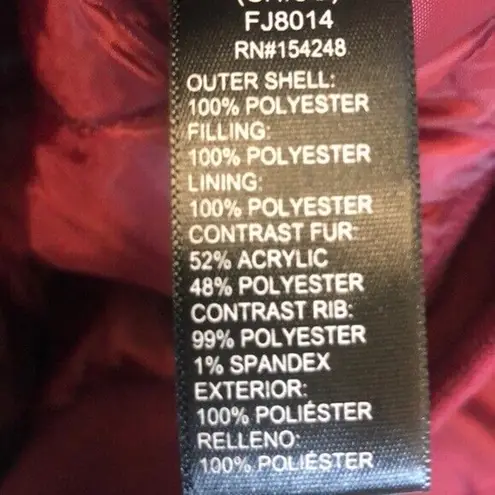 FJ8014
RN#154248
OUTER SHELL:
100% POLYESTER
FILLING:
100% POLYESTER
LINING:
100% POLYESTER
CONTRAST FUR:
52% ACRYLIC
48% POLYESTER
CONTRAST RIB:
99% POLYESTER
1% SPANDEX
EXTERIOR:
100% POLIÉSTER
RELLENO:
100% POLIÉSTER